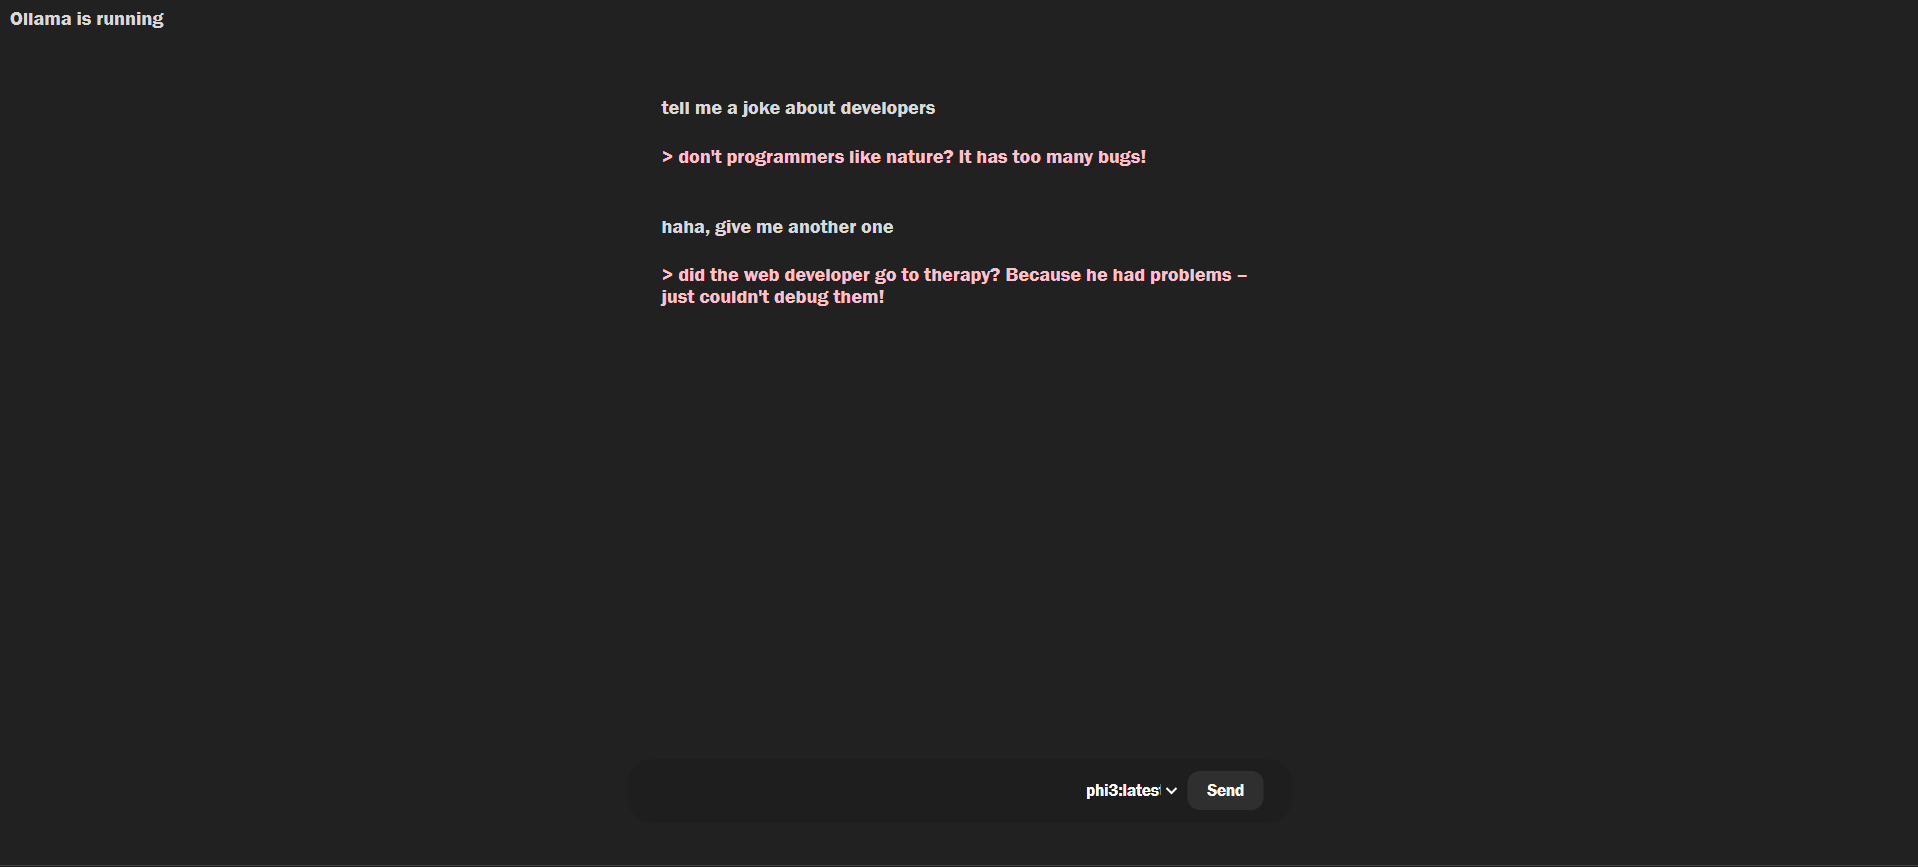 Ollama is running
tell me a joke about developers
> don't programmers like nature? It has too many bugs!
haha, give me another one
> did the web developer go to therapy? Because he had problems –
just couldn't debug them!
phi3:latest
Send